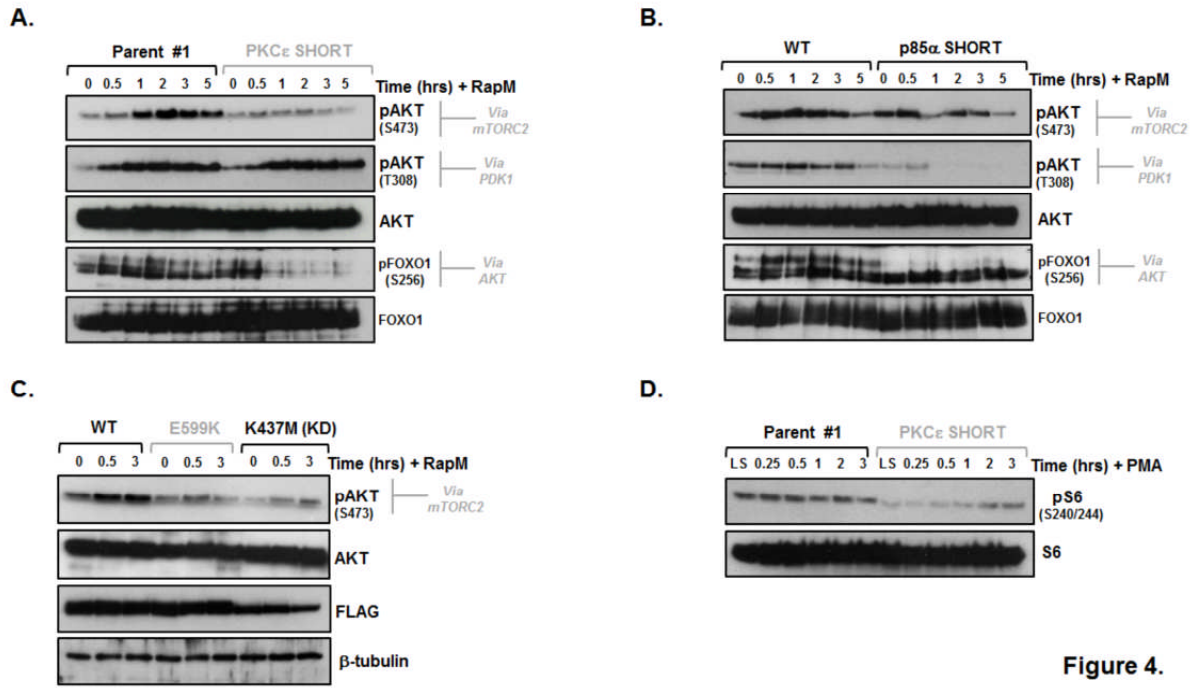 A.
Parent #1 PKCε SHORT
0 0.5 1 2 3 5 0 0.5 1 2 3 5 Time (hrs) + RapM
pAKT
(S473)
Via
mTORC2
pAKT
(T308)
Via
PDK1
AKT
pFOXO1
(S256)
Via
AKT
FOXO1
B.
WT p85α SHORT
0 0.5 1 2 3 5 0 0.5 1 2 3 5 Time (hrs) + RapM
pAKT
(S473)
Via
mTORC2
pAKT
(T308)
Via
PDK1
AKT
pFOXO1
(S256)
Via
AKT
FOXO1
C.
WT E599K K437M (KD)
0 0.5 3 0 0.5 3 0 0.5 3 Time (hrs) + RapM
pAKT
(S473)
Via
mTORC2
AKT
FLAG
β-tubulin
D.
Parent #1 PKCε SHORT
LS 0.25 0.5 1 2 3 LS 0.25 0.5 1 2 3 Time (hrs) + PMA
pS6
(S240/244)
S6
Figure 4.